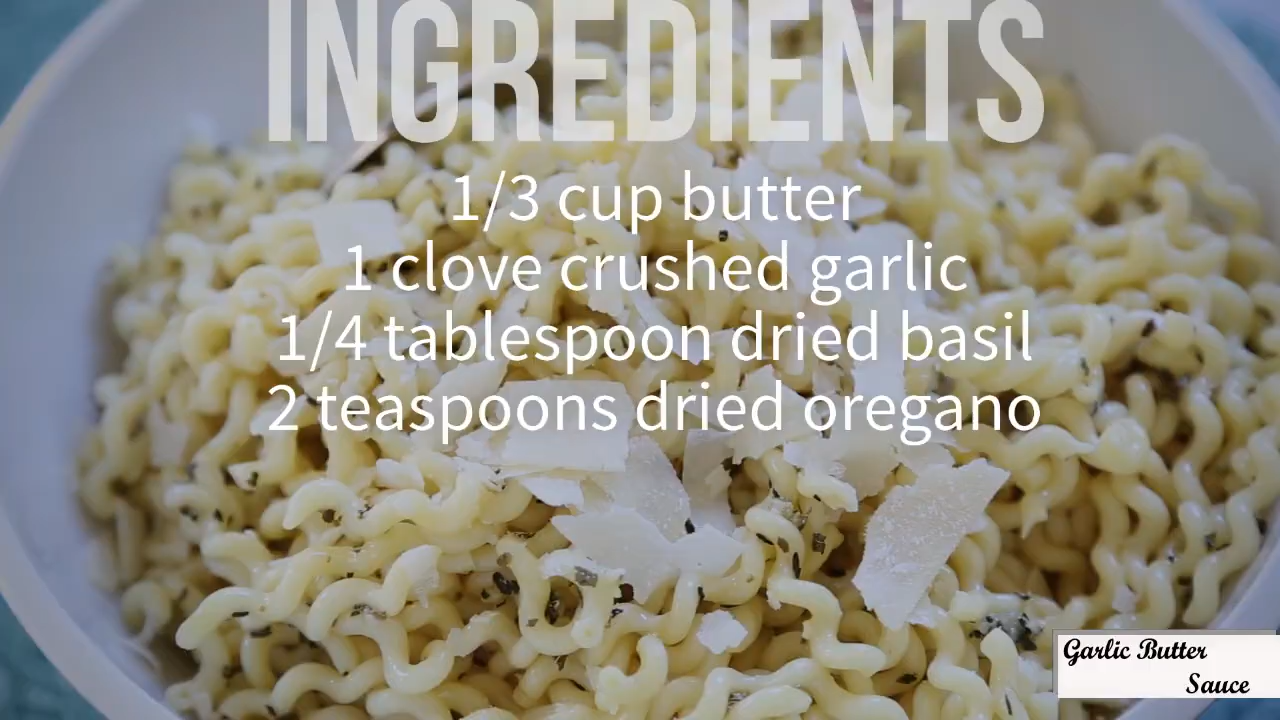 INGREDIENTS
1/3 cup butter
1 clove crushed garlic
1/4 tablespoon dried basil
2 teaspoons dried oregano
Garlic Butter
Sauce